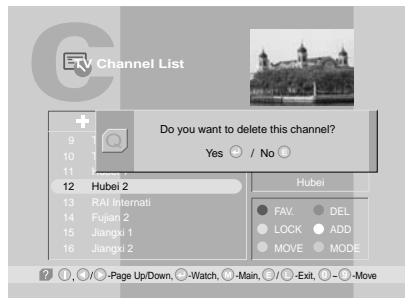 TV Channel List
Do you want to delete this channel?
Yes / No E
9 T
10 T
11
12 Hubei 2
13 RAI Internati
14 Fujian 2
15 Jiangxi 1
16 Jiangxi 2
Hubei
FAV. DEL
LOCK ADD
MOVE MODE
? /-Page Up/Down, -Watch, M-Main, E/L-Exit, 0~9-Move